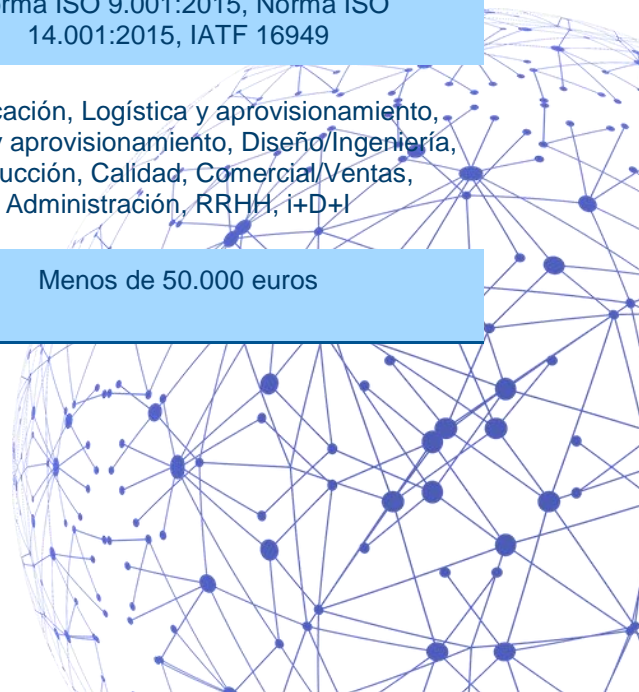 orma ISO 9.001:2015, Norma ISO
14.001:2015, IATF 16949
cación, Logística y aprovisionamiento,
y aprovisionamiento, Diseño/Ingeniería,
ucción, Calidad, Comercial/Ventas,
Administración, RRHH, i+D+I
Menos de 50.000 euros